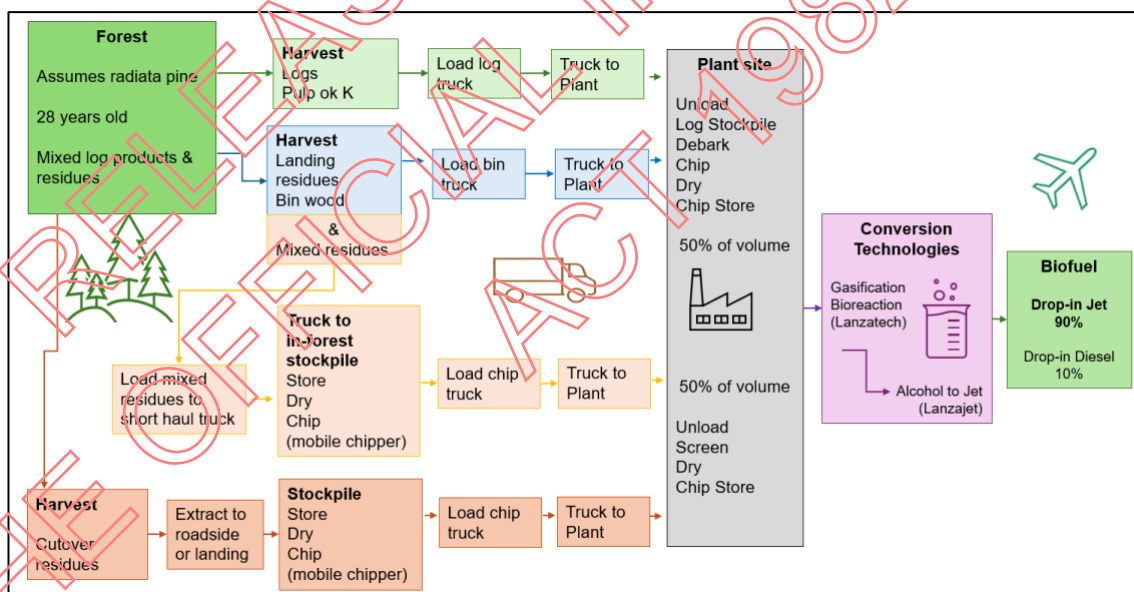 Forest
Assumes radiata pine
28 years old
Mixed log products &
residues
Harvest
Logs
Pulp ok K
Load log
truck
Truck to
Plant
Harvest
Landing
residues
Bin wood
Load bin
truck
Truck to
Plant
&
Mixed residues
Load mixed
residues to
short haul truck
Truck to
in-forest
stockpile
Store
Dry
Chip
(mobile chipper)
Load chip
truck
Truck to
Plant
Harvest
Cutover
residues
Extract to
roadside
or landing
Stockpile
Store
Dry
Chip
(mobile chipper)
Load chip
truck
Truck to
Plant
Plant site
Unload
Log Stockpile
Debark
Chip
Dry
Chip Store
50% of volume
50% of volume
Unload
Screen
Dry
Chip Store
Conversion
Technologies
Gasification
Bioreaction
(Lanzatech)
Alcohol to Jet
(Lanzajet)
Biofuel
Drop-in Jet
90%
Drop-in Diesel
10%
OFFICIAL
ACT 198